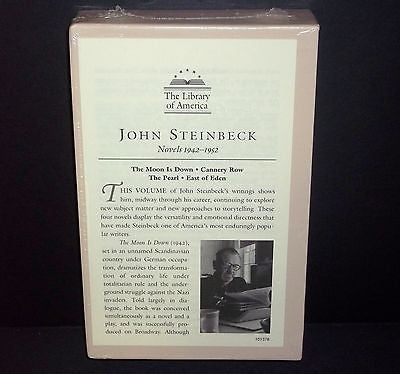 The Library
of America
JOHN STEINBECK
Novels 1942–1952
The Moon Is Down • Cannery Row
The Pearl • East of Eden
THIS VOLUME of John Steinbeck's writings shows
him, midway through his career, continuing to explore
new subject matter and new approaches to storytelling. These
four novels display the versatility and emotional directness that
have made Steinbeck one of America's most enduringly popu-
lar writers.
The Moon Is Down (1942),
set in an unnamed Scandinavian
country under German occupa-
tion, dramatizes the transforma-
tion of ordinary life under
totalitarian rule and the under-
ground struggle against the Nazi
invaders. Told largely in dia-
logue, the book was conceived
simultaneously as a novel and a
play, and was successfully pro-
duced on Broadway. Although